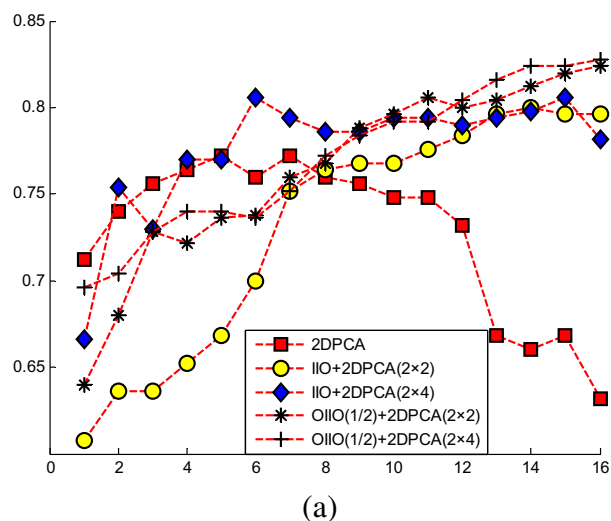 0.85
0.8
0.75
0.7
0.65
0 2 4 6 8 10 12 14 16
2DPCA
IIO+2DPCA(2×2)
IIO+2DPCA(2×4)
OIIO(1/2)+2DPCA(2×2)
OIIO(1/2)+2DPCA(2×4)
(a)